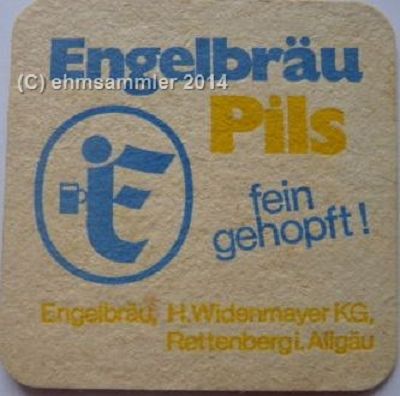 Engelbräu
(C) ehmsammler 2014
Pils
E
fein
gehopft!
Engelbräu, H.Widenmayer KG,
Rettenberg i. Allgäu